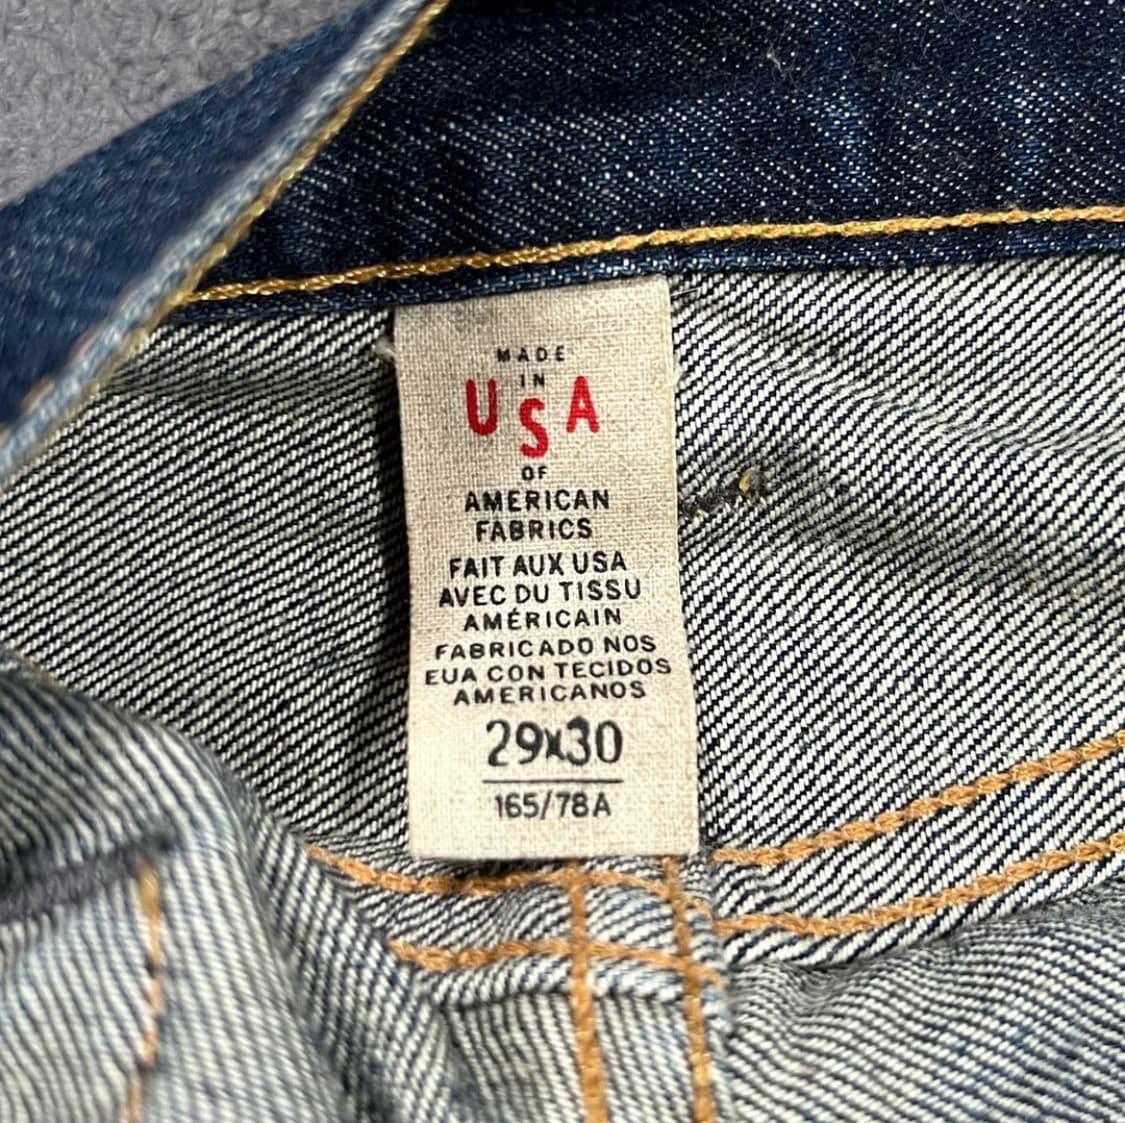 MADE
IN
USA
OF
AMERICAN
FABRICS
FAIT AUX USA
AVEC DU TISSU
AMÉRICAIN
FABRICADO NOS
EUA CON TECIDOS
AMERICANOS
29x30
165/78A